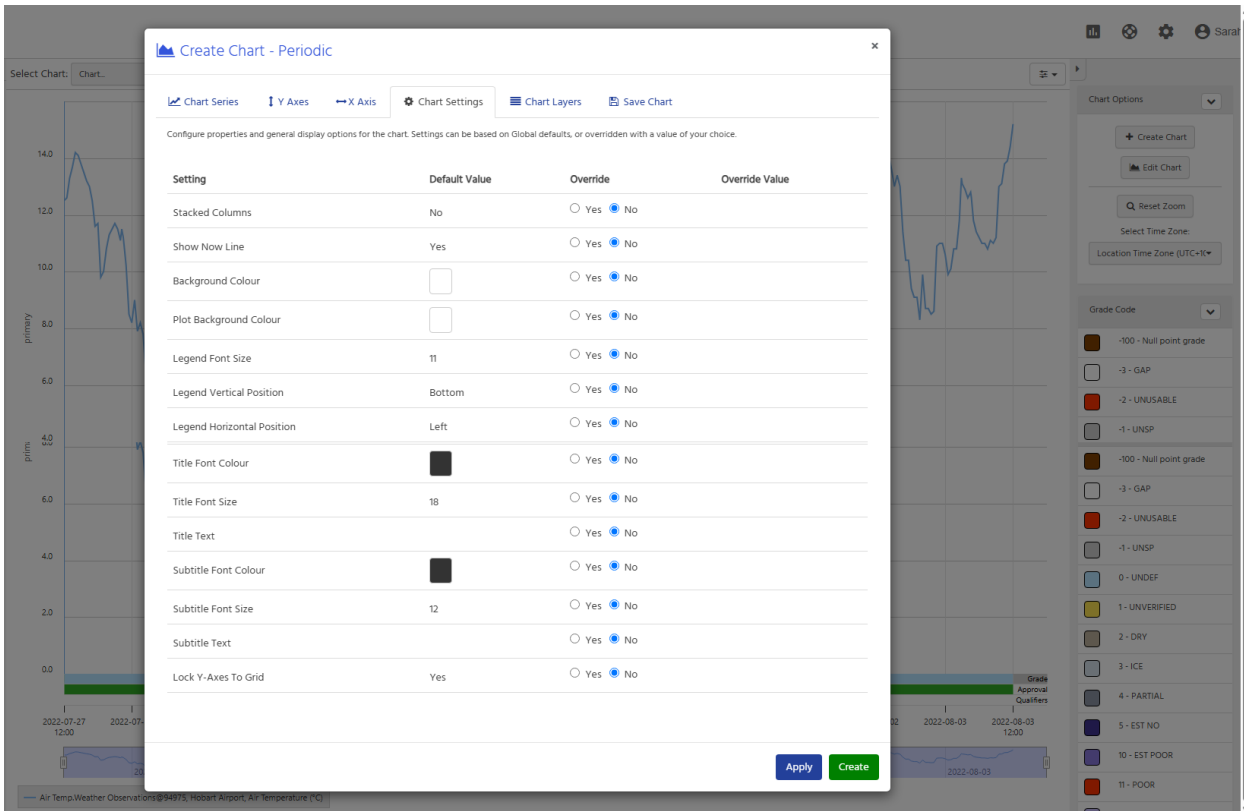 Create Chart - Periodic
×
Sarah
Select Chart: Chart..
Chart Series Y Axes X Axis Chart Settings Chart Layers Save Chart
Configure properties and general display options for the chart. Settings can be based on Global defaults, or overridden with a value of your choice.
Setting Default Value Override Override Value
Stacked Columns No Yes No
Show Now Line Yes Yes No
Background Colour Yes No
Plot Background Colour Yes No
Legend Font Size 11 Yes No
Legend Vertical Position Bottom Yes No
Legend Horizontal Position Left Yes No
Title Font Colour Yes No
Title Font Size 18 Yes No
Title Text Yes No
Subtitle Font Colour Yes No
Subtitle Font Size 12 Yes No
Subtitle Text Yes No
Lock Y-Axes To Grid Yes Yes No
Apply Create
14.0
12.0
10.0
8.0
6.0
4.0
6.0
4.0
2.0
0.0
primary
Grade
Approval
Qualifiers
2022-07-27
12:00
2022-08-03
2022-08-03
12:00
2022-08-03
Air Temp.Weather Observations@94975, Hobart Airport, Air Temperature (°C)
Chart Options
+ Create Chart
Edit Chart
Reset Zoom
Select Time Zone:
Location Time Zone (UTC+1(
Grade Code
-100 - Null point grade
-3 - GAP
-2 - UNUSABLE
-1 - UNSP
-100 - Null point grade
-3 - GAP
-2 - UNUSABLE
-1 - UNSP
0 - UNDEF
1 - UNVERIFIED
2 - DRY
3 - ICE
4 - PARTIAL
5 - EST NO
10 - EST POOR
11 - POOR